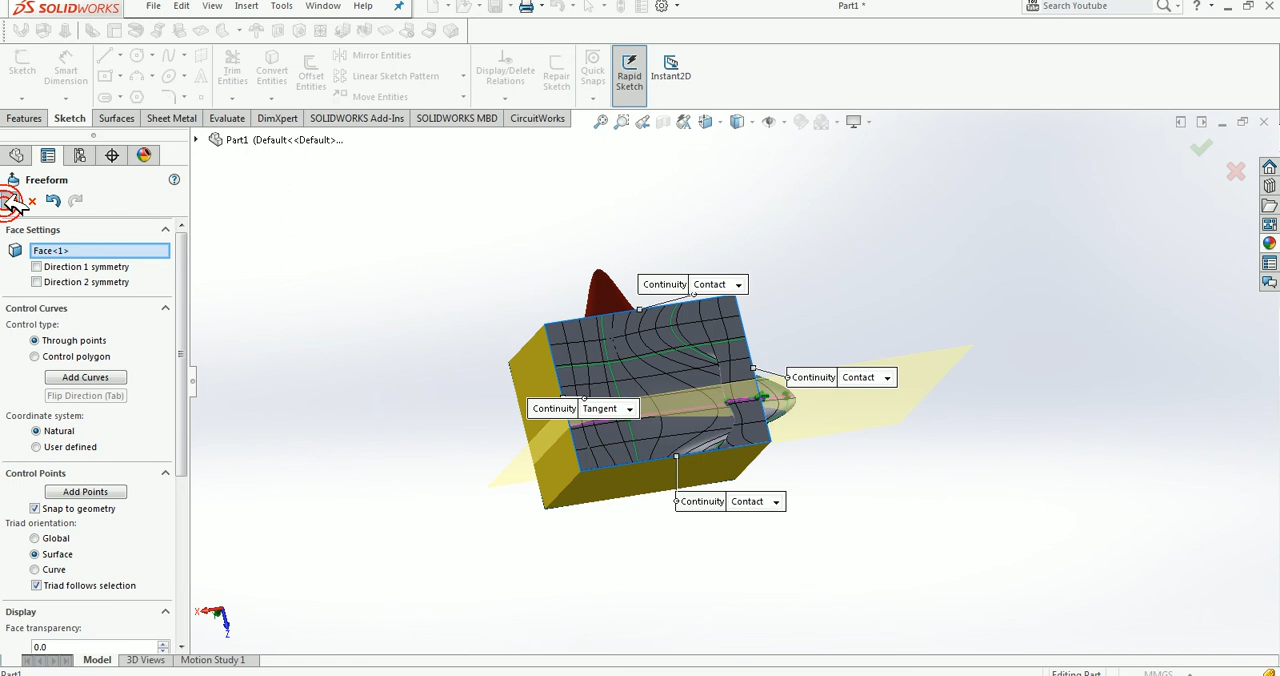 SOLIDWORKS File Edit View Insert Tools Window Help Part1 * Search Youtube ?
Sketch Smart Dimension Trim Entities Convert Entities Offset Entities Mirror Entities Linear Sketch Pattern Move Entities Display/Delete Relations Repair Sketch Quick Snaps Rapid Sketch Instant2D
Features Sketch Surfaces Sheet Metal Evaluate DimXpert SOLIDWORKS Add-Ins SOLIDWORKS MBD CircuitWorks
Part1 (Default<<Default>...
Freeform ?
Face Settings
Face<1>
Direction 1 symmetry
Direction 2 symmetry
Control Curves
Control type:
Through points
Control polygon
Add Curves
Flip Direction (Tab)
Coordinate system:
Natural
User defined
Control Points
Add Points
Snap to geometry
Triad orientation:
Global
Surface
Curve
Triad follows selection
Display
Face transparency:
0.0
Continuity Contact
Continuity Contact
Continuity Tangent
Continuity Contact
X
Z
Model 3D Views Motion Study 1
Part1 Editing Part MMGS